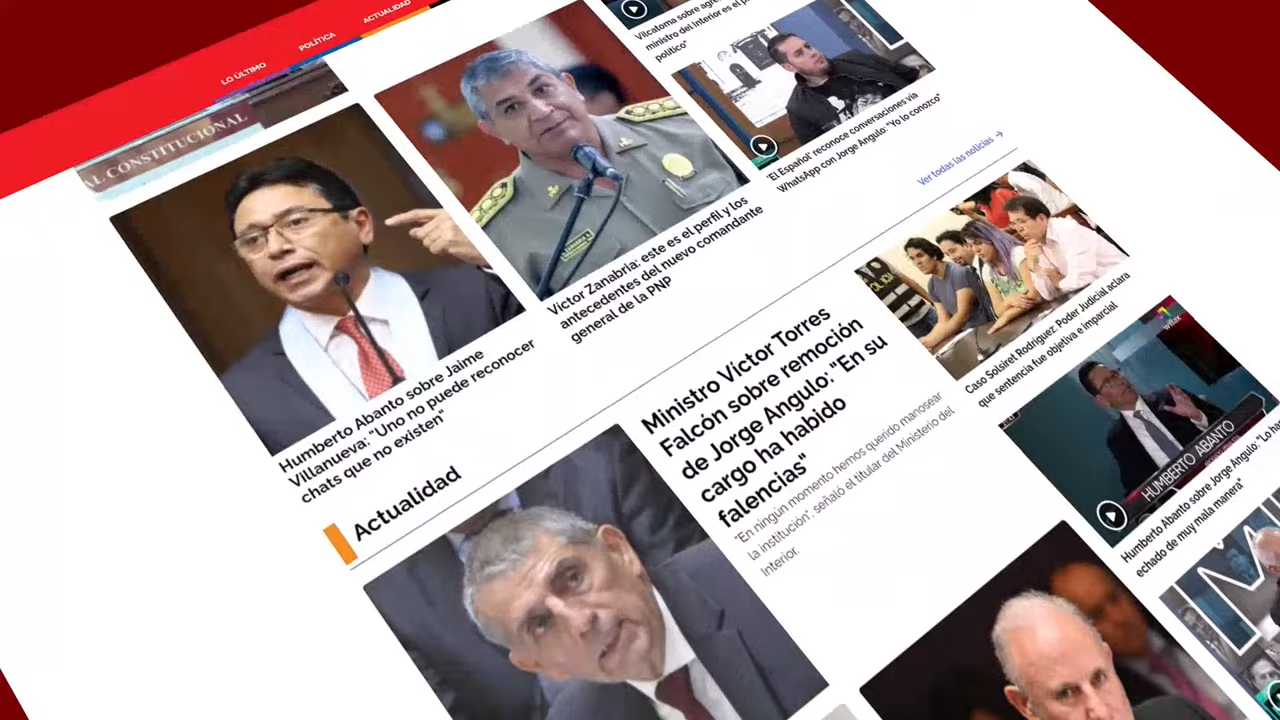 LO ÚLTIMO
POLÍTICA
ACTUALIDAD
AL CONSTITUCIONAL
Humberto Abanto sobre Jaime
Villanueva: "Uno no puede reconocer
chats que no existen"
Víctor Zanabria: este es el perfil y los
antecedentes del nuevo comandante
general de la PNP
Vilcatoma sobre
ministro del Interior es el
político"
'El Español' reconoce conversaciones vía
WhatsApp con Jorge Angulo: "Yo lo conozco"
Ver todas las noticias →
Actualidad
Ministro Víctor Torres
Falcón sobre remoción
de Jorge Angulo: "En su
cargo ha habido
falencias"
"En ningún momento hemos querido manosear
la institución", señaló el titular del Ministerio del
Interior.
Caso Solsiret Rodríguez: Poder Judicial aclara
que sentencia fue objetiva e imparcial
willax
HUMBERTO ABANTO
Humberto Abanto sobre Jorge Angulo: "Lo
echado de muy mala manera"